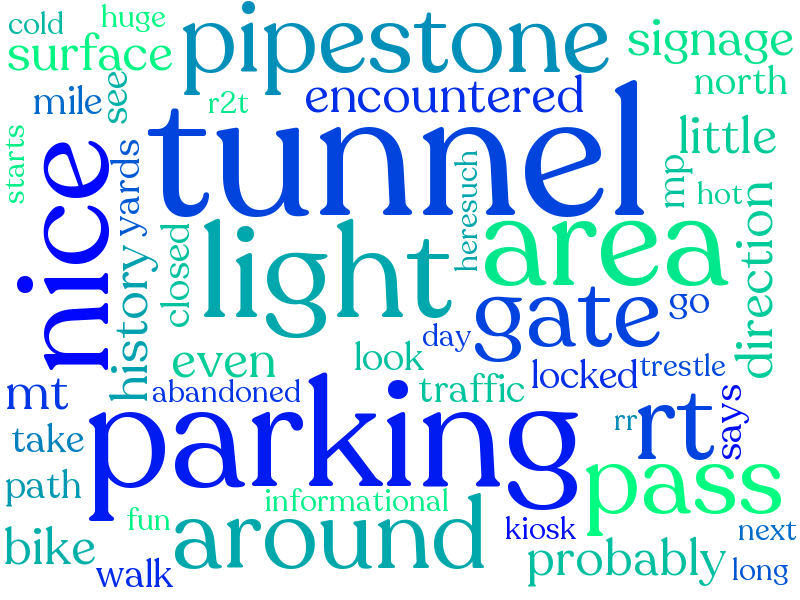 cold
huge
pipestone
signage
surface
see
mile
r2t
encountered
north
starts
tunnel
little
nice
yards
heresuch
mp
hot
history
closed
light
area
direction
gate
go
day
even
look
mt
abandoned
traffic
locked
trestle
take
parking
rr
rt
says
path
pass
informational
fun
around
kiosk
next
bike
walk
probably
long